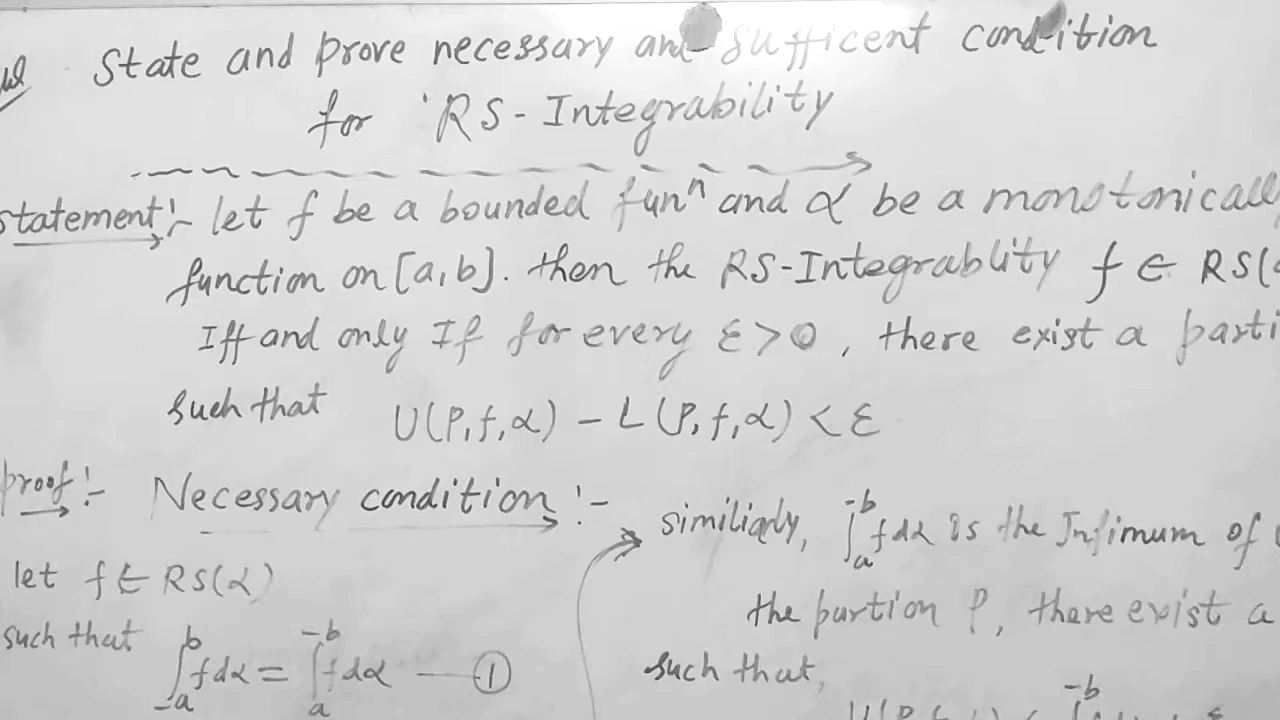 State and prove necessary and sufficent condition
for RS-Integrability
statement:- let f be a bounded funⁿ and α be a monotonically
function on [a,b]. then the RS-Integrablity f ∈ RS(
Iff and only If for every ε>0, there exist a parti
such that U(P,f,α) - L(P,f,α) < ε
proof:- Necessary condition:-
let f ∈ RS(α)
such that ∫_{-a}^{b} f dα = ∫_{a}^{-b} f dα — ①
similiarly, ∫_{a}^{-b} f dα is the Infimum of
the partion P, there exist a
such that,